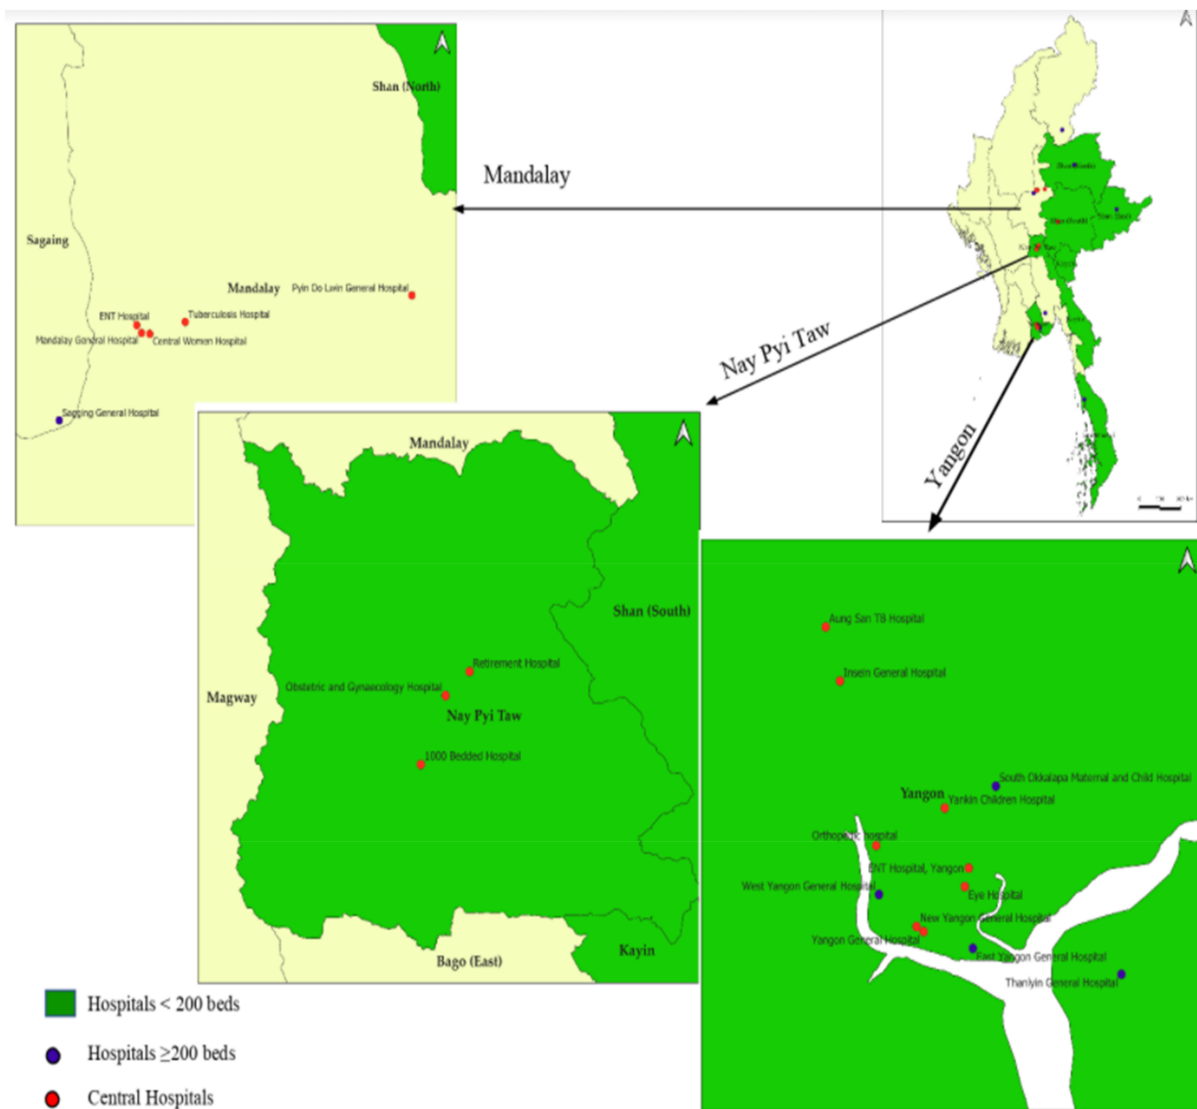 Shan (North)
Mandalay
Sagaing
Mandalay
Pyin Do Lwin General Hospital
ENT Hospital
Tuberculosis Hospital
Mandalay General Hospital
Central Women Hospital
Sagging General Hospital
Nay Pyi Taw
Yangon
Mandalay
Shan (South)
Retirement Hospital
Obstetric and Gynaecology Hospital
Magway
Nay Pyi Taw
1000 Bedded Hospital
Kayin
Bago (East)
Aung San TB Hospital
Insein General Hospital
South Okkalapa Maternal and Child Hospital
Yangon
Yankin Children Hospital
Orthopedic hospital
ENT Hospital, Yangon
West Yangon General Hospital
Eye Hospital
New Yangon General Hospital
Yangon General Hospital
East Yangon General Hospital
Thanlyin General Hospital
Hospitals < 200 beds
Hospitals ≥200 beds
Central Hospitals